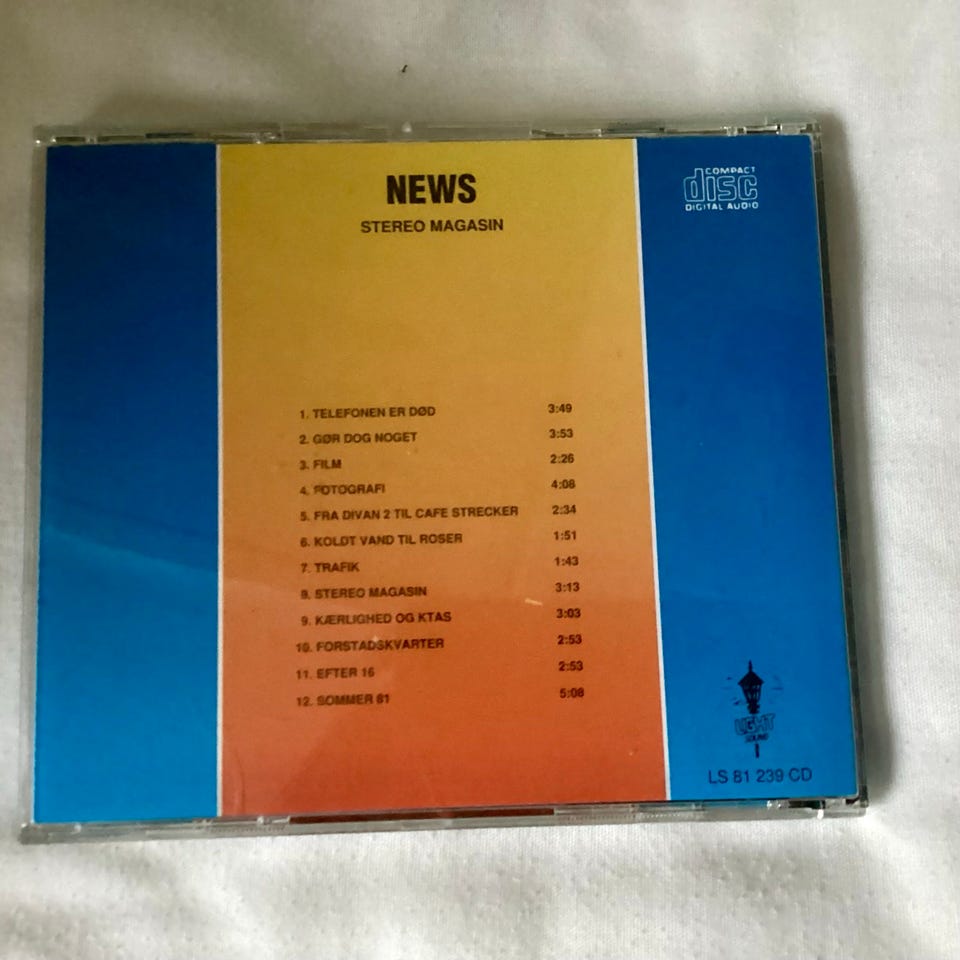 NEWS
STEREO MAGASIN
COMPACT
disc
DIGITAL AUDIO
1. TELEFONEN ER DØD 3:49
2. GØR DOG NOGET 3:53
3. FILM 2:26
4. FOTOGRAFI 4:08
5. FRA DIVAN 2 TIL CAFE STRECKER 2:34
6. KOLDT VAND TIL ROSER 1:51
7. TRAFIK 1:43
8. STEREO MAGASIN 3:13
9. KÆRLIGHED OG KTAS 3:03
10. FORSTADSKVARTER 2:53
11. EFTER 16 2:53
12. SOMMER 81 5:08
LIGHT
SOUND
LS 81 239 CD